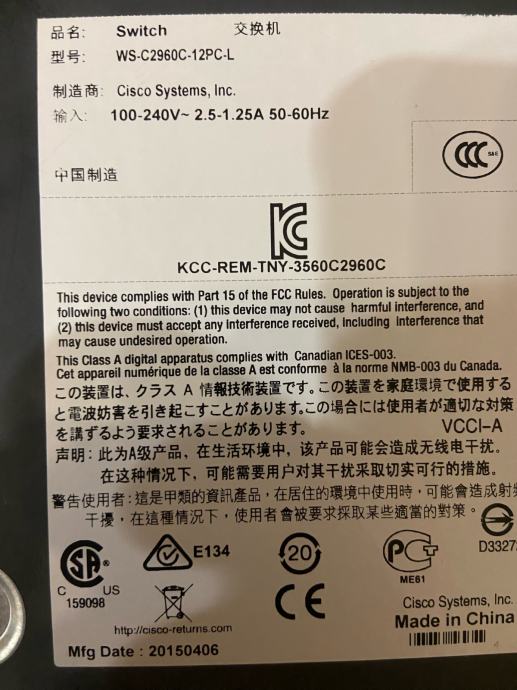 品名: Switch 交换机
型号: WS-C2960C-12PC-L
制造商: Cisco Systems, Inc.
输入: 100-240V~ 2.5-1.25A 50-60Hz
CCC S&E
中国制造
KC
KCC-REM-TNY-3560C2960C
This device complies with Part 15 of the FCC Rules. Operation is subject to the
following two conditions: (1) this device may not cause harmful interference, and
(2) this device must accept any interference received, including interference that
may cause undesired operation.
This Class A digital apparatus complies with Canadian ICES-003.
Cet appareil numérique de la classe A est conforme à la norme NMB-003 du Canada.
この装置は、クラス A 情報技術装置です。この装置を家庭環境で使用する
と電波妨害を引き起こすことがあります。この場合には使用者が適切な対策
を講ずるよう要求されることがあります。 VCCI-A
声明: 此为A级产品, 在生活环境中, 该产品可能会造成无线电干扰。
在这种情况下, 可能需要用户对其干扰采取切实可行的措施。
警告使用者: 這是甲類的資訊產品, 在居住的環境中使用時, 可能會造成射
干擾, 在這種情況下, 使用者會被要求採取某些適當的對策。
SA® E134 20 PCT D3327
C US ME61
159098 CE
Cisco Systems, Inc.
http://cisco-returns.com Made in China
Mfg Date : 20150406